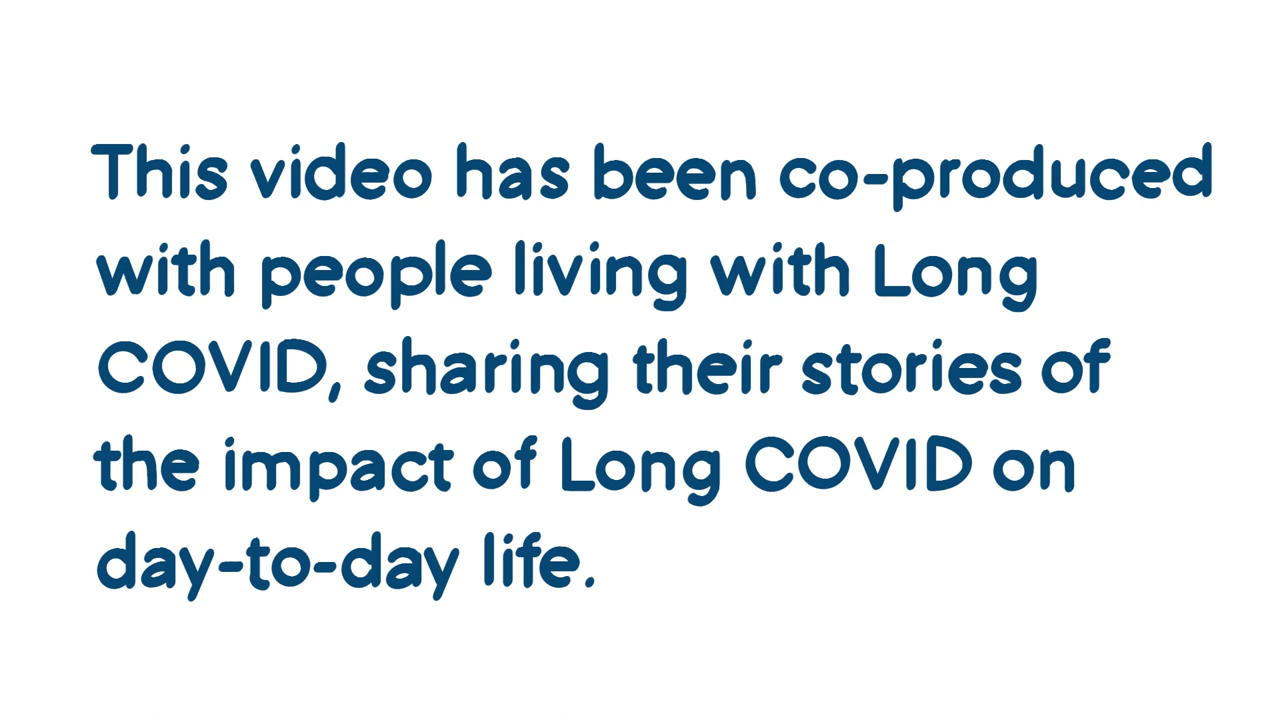 This video has been co-produced
with people living with Long
COVID, sharing their stories of
the impact of Long COVID on
day-to-day life.